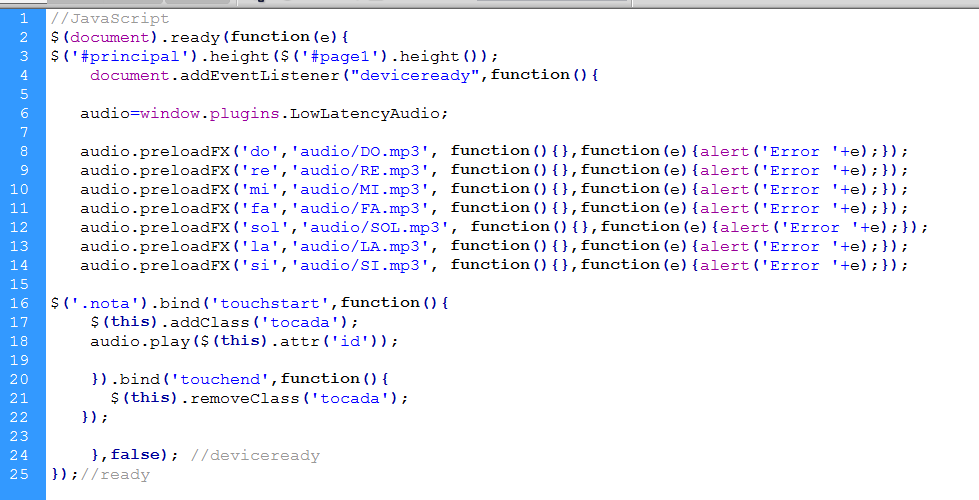 1 //JavaScript
2 $(document).ready(function(e){
3 $('#principal').height($('#page1').height());
4 document.addEventListener("deviceready",function(){
5
6 audio=window.plugins.LowLatencyAudio;
7
8 audio.preloadFX('do','audio/DO.mp3', function(){},function(e){alert('Error '+e);});
9 audio.preloadFX('re','audio/RE.mp3', function(){},function(e){alert('Error '+e);});
10 audio.preloadFX('mi','audio/MI.mp3', function(){},function(e){alert('Error '+e);});
11 audio.preloadFX('fa','audio/FA.mp3', function(){},function(e){alert('Error '+e);});
12 audio.preloadFX('sol','audio/SOL.mp3', function(){},function(e){alert('Error '+e);});
13 audio.preloadFX('la','audio/LA.mp3', function(){},function(e){alert('Error '+e);});
14 audio.preloadFX('si','audio/SI.mp3', function(){},function(e){alert('Error '+e);});
15
16 $('.nota').bind('touchstart',function(){
17 $(this).addClass('tocada');
18 audio.play($(this).attr('id'));
19
20 }).bind('touchend',function(){
21 $(this).removeClass('tocada');
22 });
23
24 },false); //deviceready
25 });//ready